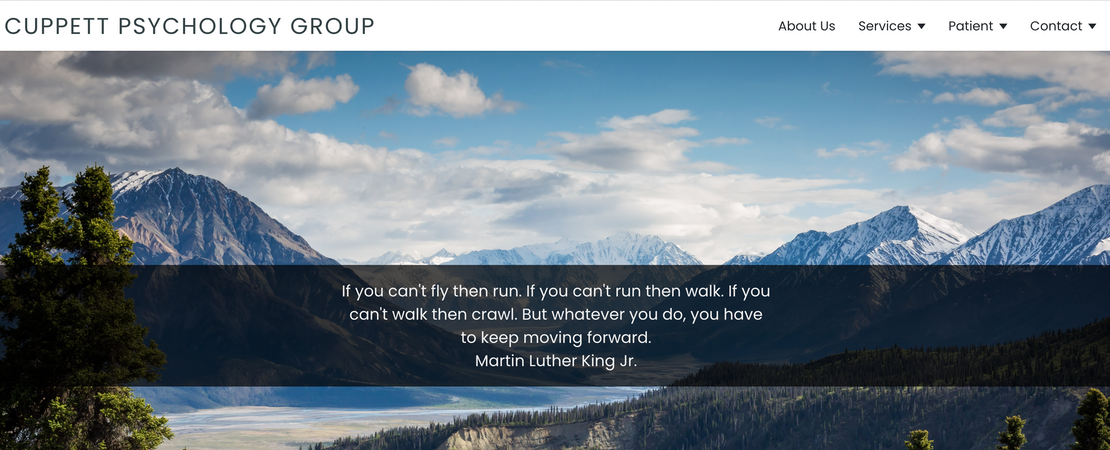 CUPPETT PSYCHOLOGY GROUP
About Us Services Patient Contact
If you can't fly then run. If you can't run then walk. If you
can't walk then crawl. But whatever you do, you have
to keep moving forward.
Martin Luther King Jr.